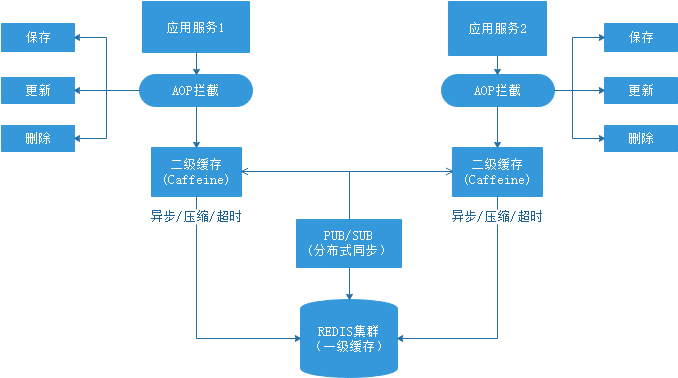 应用服务1
应用服务2
保存
保存
更新
AOP拦截
AOP拦截
更新
删除
删除
二级缓存
(Caffeine)
二级缓存
(Caffeine)
异步/压缩/超时
异步/压缩/超时
PUB/SUB
(分布式同步)
REDIS集群
(一级缓存)